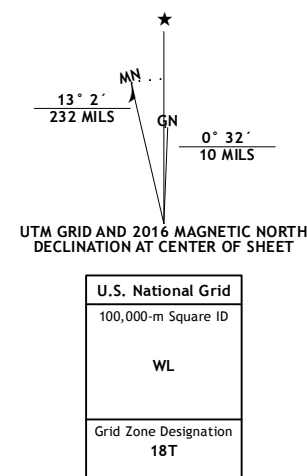 ★
MN
GN
13° 2´
232 MILS
0° 32´
10 MILS
UTM GRID AND 2016 MAGNETIC NORTH
DECLINATION AT CENTER OF SHEET
U.S. National Grid
100,000-m Square ID
WL
Grid Zone Designation
18T